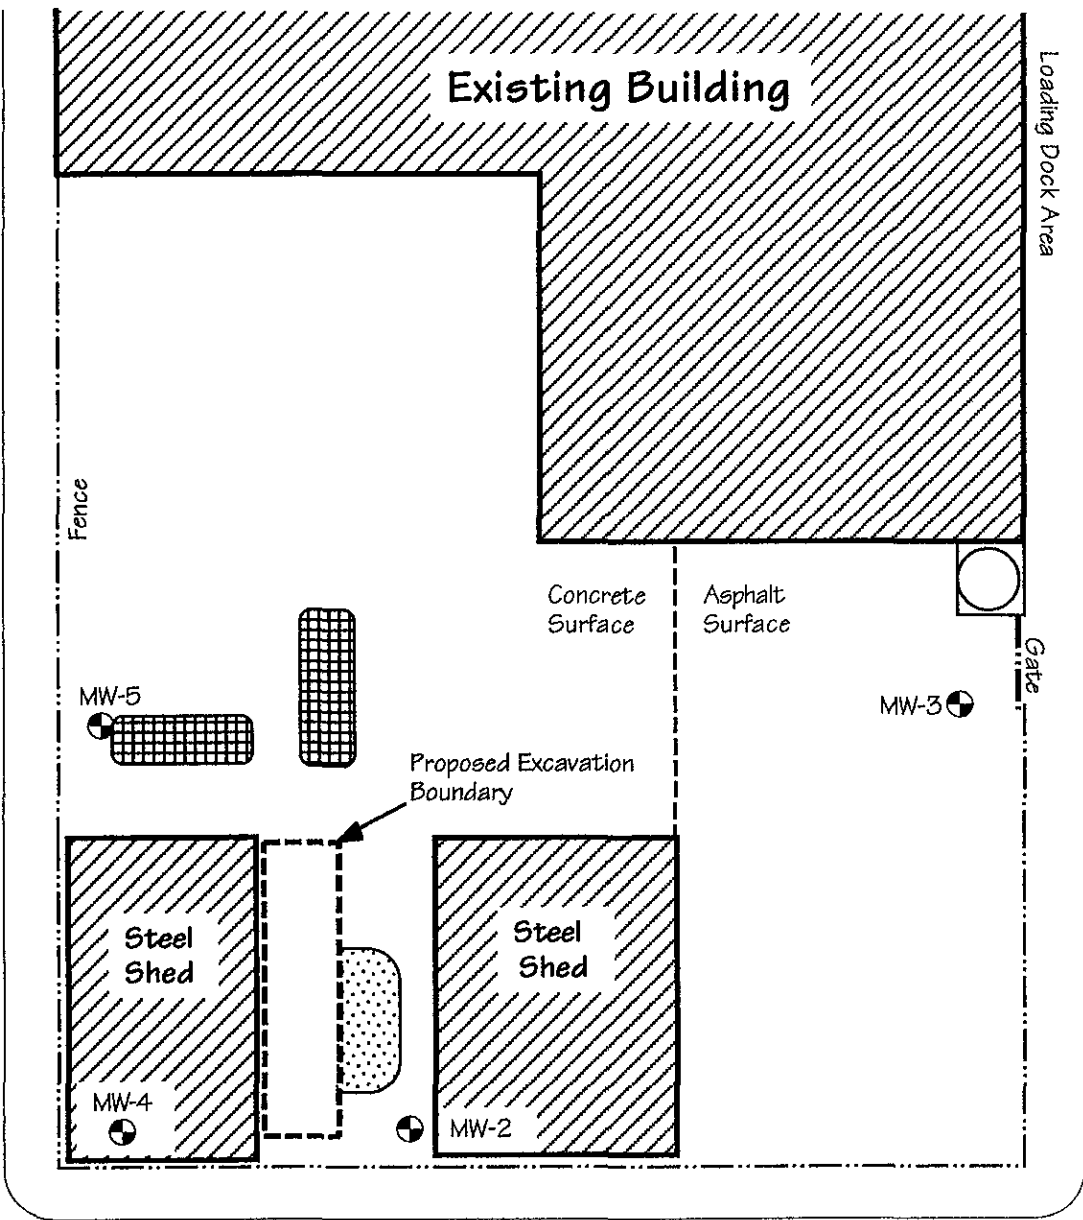 Existing Building
Loading Dock Area
Fence
Concrete
Surface
Asphalt
Surface
Gate
MW-5
MW-3
Proposed Excavation
Boundary
Steel
Shed
Steel
Shed
MW-4
MW-2